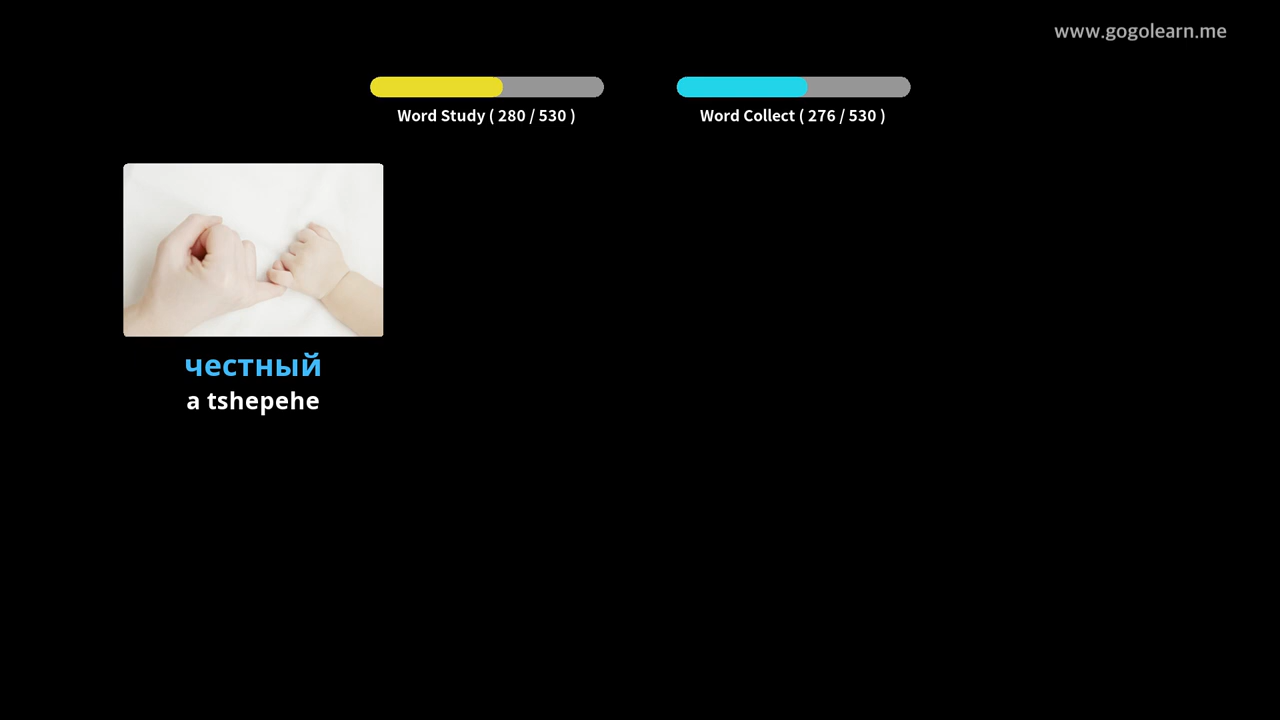 www.gogolearn.me
Word Study ( 280 / 530 )
Word Collect ( 276 / 530 )
честный
a tshepehe